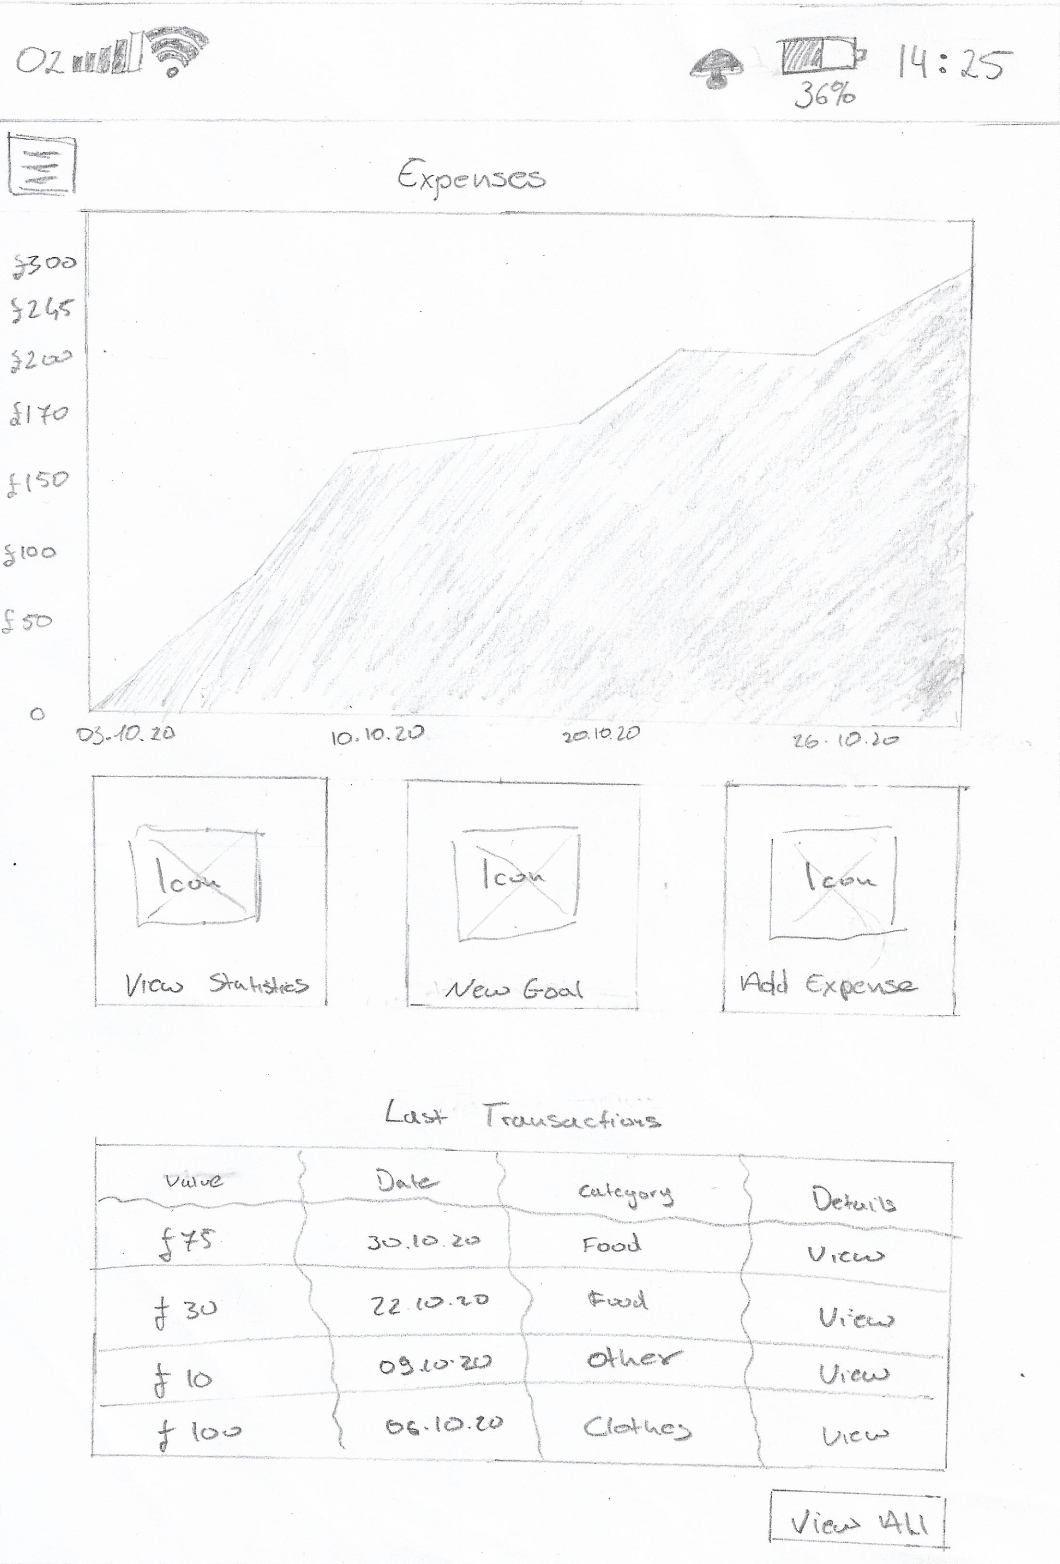 O2 14:25
36%
Expenses
£300
£245
£200
£170
£150
£100
£50
0
03.10.20 10.10.20 20.10.20 26.10.20
Icon Icon Icon
View Statistics New Goal Add Expense
Last Transactions
Value Date Category Details
£75 30.10.20 Food View
£30 22.10.20 Food View
£10 09.10.20 Other View
£100 06.10.20 Clothes View
View All